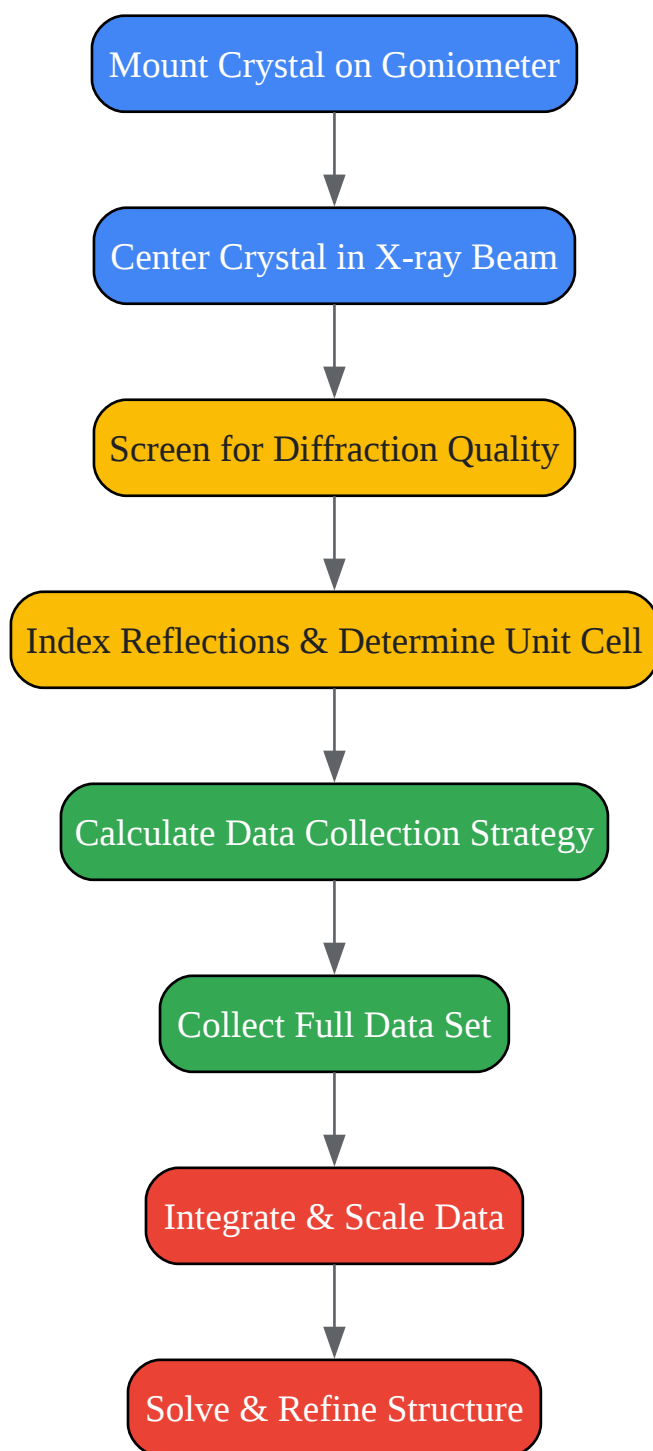 Mount Crystal on Goniometer
Center Crystal in X-ray Beam
Screen for Diffraction Quality
Index Reflections & Determine Unit Cell
Calculate Data Collection Strategy
Collect Full Data Set
Integrate & Scale Data
Solve & Refine Structure